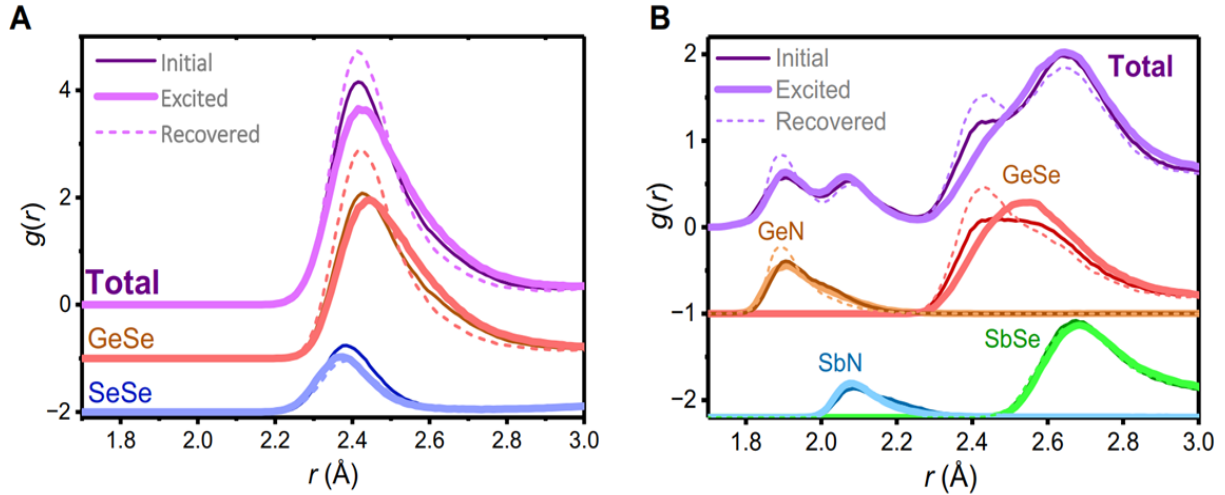 A
Initial
Excited
Recovered
4
2
0
−2
g(r)
Total
GeSe
SeSe
1.8 2.0 2.2 2.4 2.6 2.8 3.0
r (Å)
B
Initial
Excited
Recovered
Total
2
1
0
−1
−2
g(r)
GeSe
GeN
SbSe
SbN
1.8 2.0 2.2 2.4 2.6 2.8 3.0
r (Å)